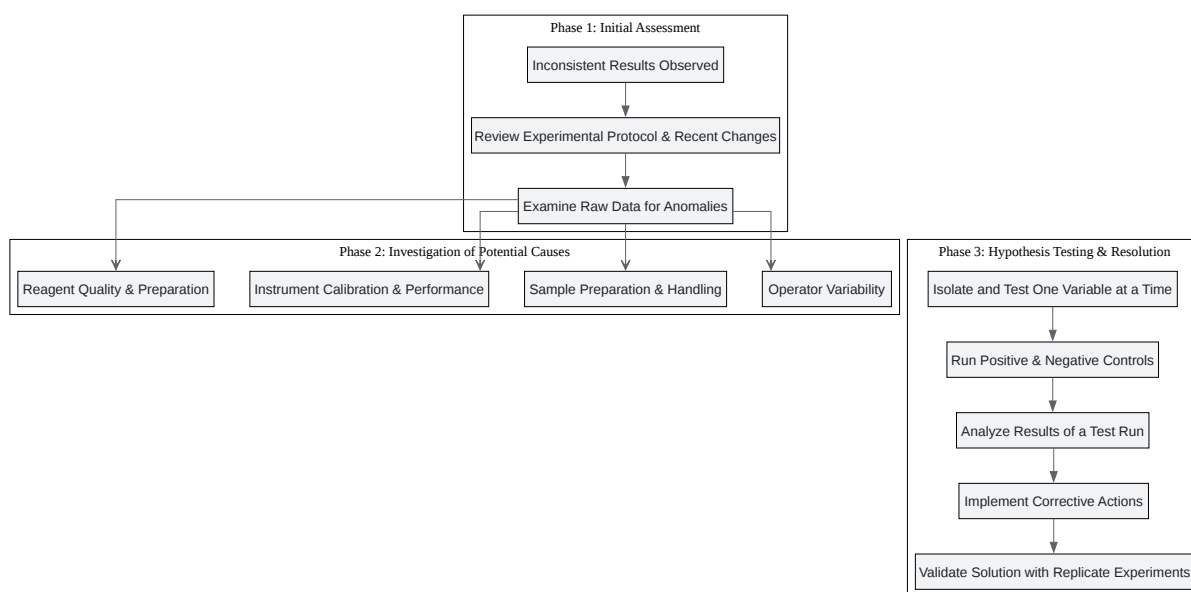 Phase 1: Initial Assessment
Inconsistent Results Observed
Review Experimental Protocol & Recent Changes
Examine Raw Data for Anomalies
Phase 2: Investigation of Potential Causes
Reagent Quality & Preparation
Instrument Calibration & Performance
Sample Preparation & Handling
Operator Variability
Phase 3: Hypothesis Testing & Resolution
Isolate and Test One Variable at a Time
Run Positive & Negative Controls
Analyze Results of a Test Run
Implement Corrective Actions
Validate Solution with Replicate Experiments